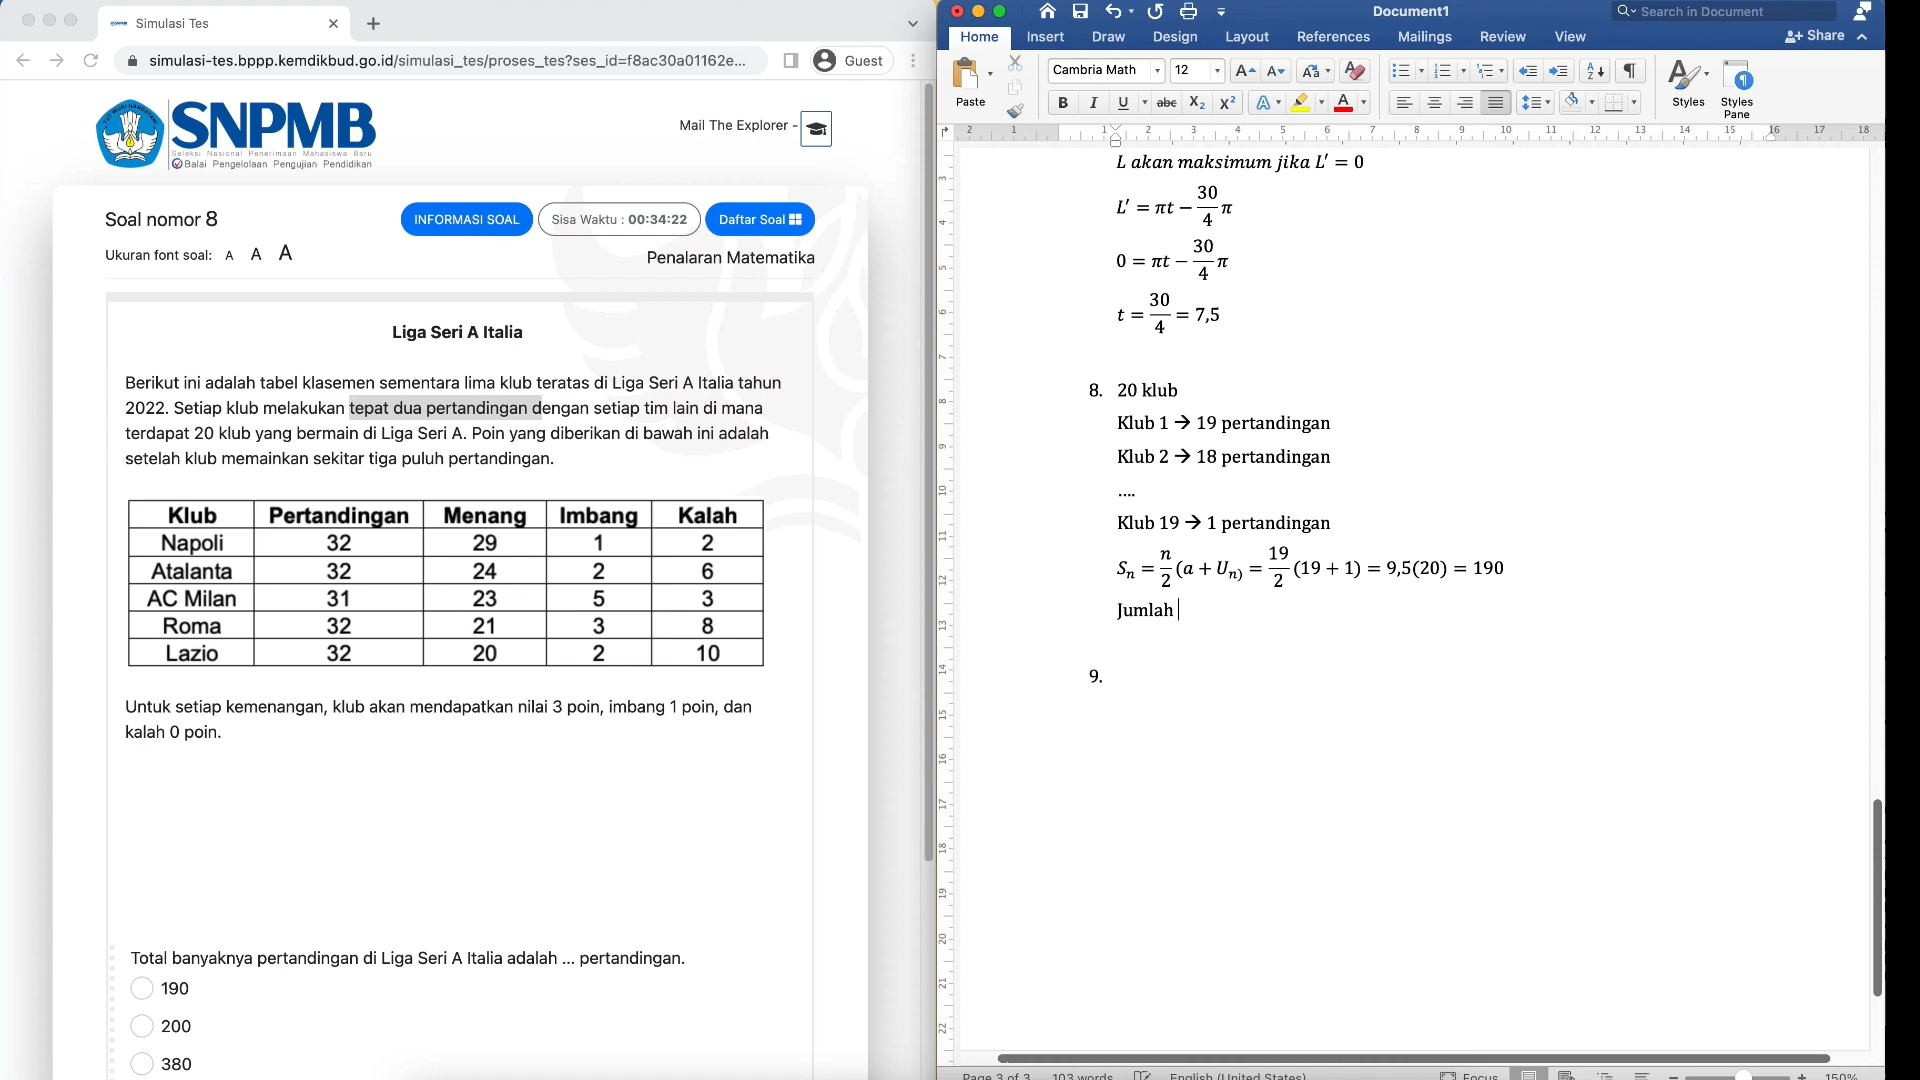 Simulasi Tes
simulasi-tes.bppp.kemdikbud.go.id/simulasi_tes/proses_tes?ses_id=f8ac30a01162e...
Guest
SNPMB
Seleksi Nasional Penerimaan Mahasiswa Baru
Balai Pengelolaan Pengujian Pendidikan
Mail The Explorer -
Soal nomor 8
INFORMASI SOAL
Sisa Waktu : 00:34:22
Daftar Soal
Ukuran font soal: A A A
Penalaran Matematika
Liga Seri A Italia
Berikut ini adalah tabel klasemen sementara lima klub teratas di Liga Seri A Italia tahun
2022. Setiap klub melakukan tepat dua pertandingan dengan setiap tim lain di mana
terdapat 20 klub yang bermain di Liga Seri A. Poin yang diberikan di bawah ini adalah
setelah klub memainkan sekitar tiga puluh pertandingan.
Klub Pertandingan Menang Imbang Kalah
Napoli 32 29 1 2
Atalanta 32 24 2 6
AC Milan 31 23 5 3
Roma 32 21 3 8
Lazio 32 20 2 10
Untuk setiap kemenangan, klub akan mendapatkan nilai 3 poin, imbang 1 poin, dan
kalah 0 poin.
Total banyaknya pertandingan di Liga Seri A Italia adalah ... pertandingan.
190
200
380
Document1
Search in Document
Home Insert Draw Design Layout References Mailings Review View
Share
Paste
Cambria Math 12
Styles
Styles Pane
L akan maksimum jika L' = 0
L' = πt − 30/4 π
0 = πt − 30/4 π
t = 30/4 = 7,5
8. 20 klub
Klub 1 → 19 pertandingan
Klub 2 → 18 pertandingan
....
Klub 19 → 1 pertandingan
Sn = n/2 (a + Un) = 19/2 (19 + 1) = 9,5(20) = 190
Jumlah
9.
Page 3 of 3 103 words English (United States) Focus 150%